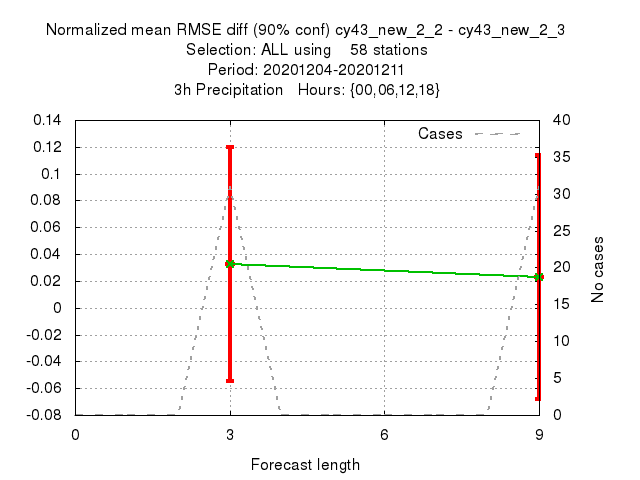 Normalized mean RMSE diff (90% conf) cy43_new_2_2 - cy43_new_2_3
Selection: ALL using    58 stations
Period: 20201204-20201211
3h Precipitation   Hours: {00,06,12,18}
Cases
0.14
0.12
0.1
0.08
0.06
0.04
0.02
0
-0.02
-0.04
-0.06
-0.08
40
35
30
25
20
15
10
5
0
No cases
0 3 6 9
Forecast length